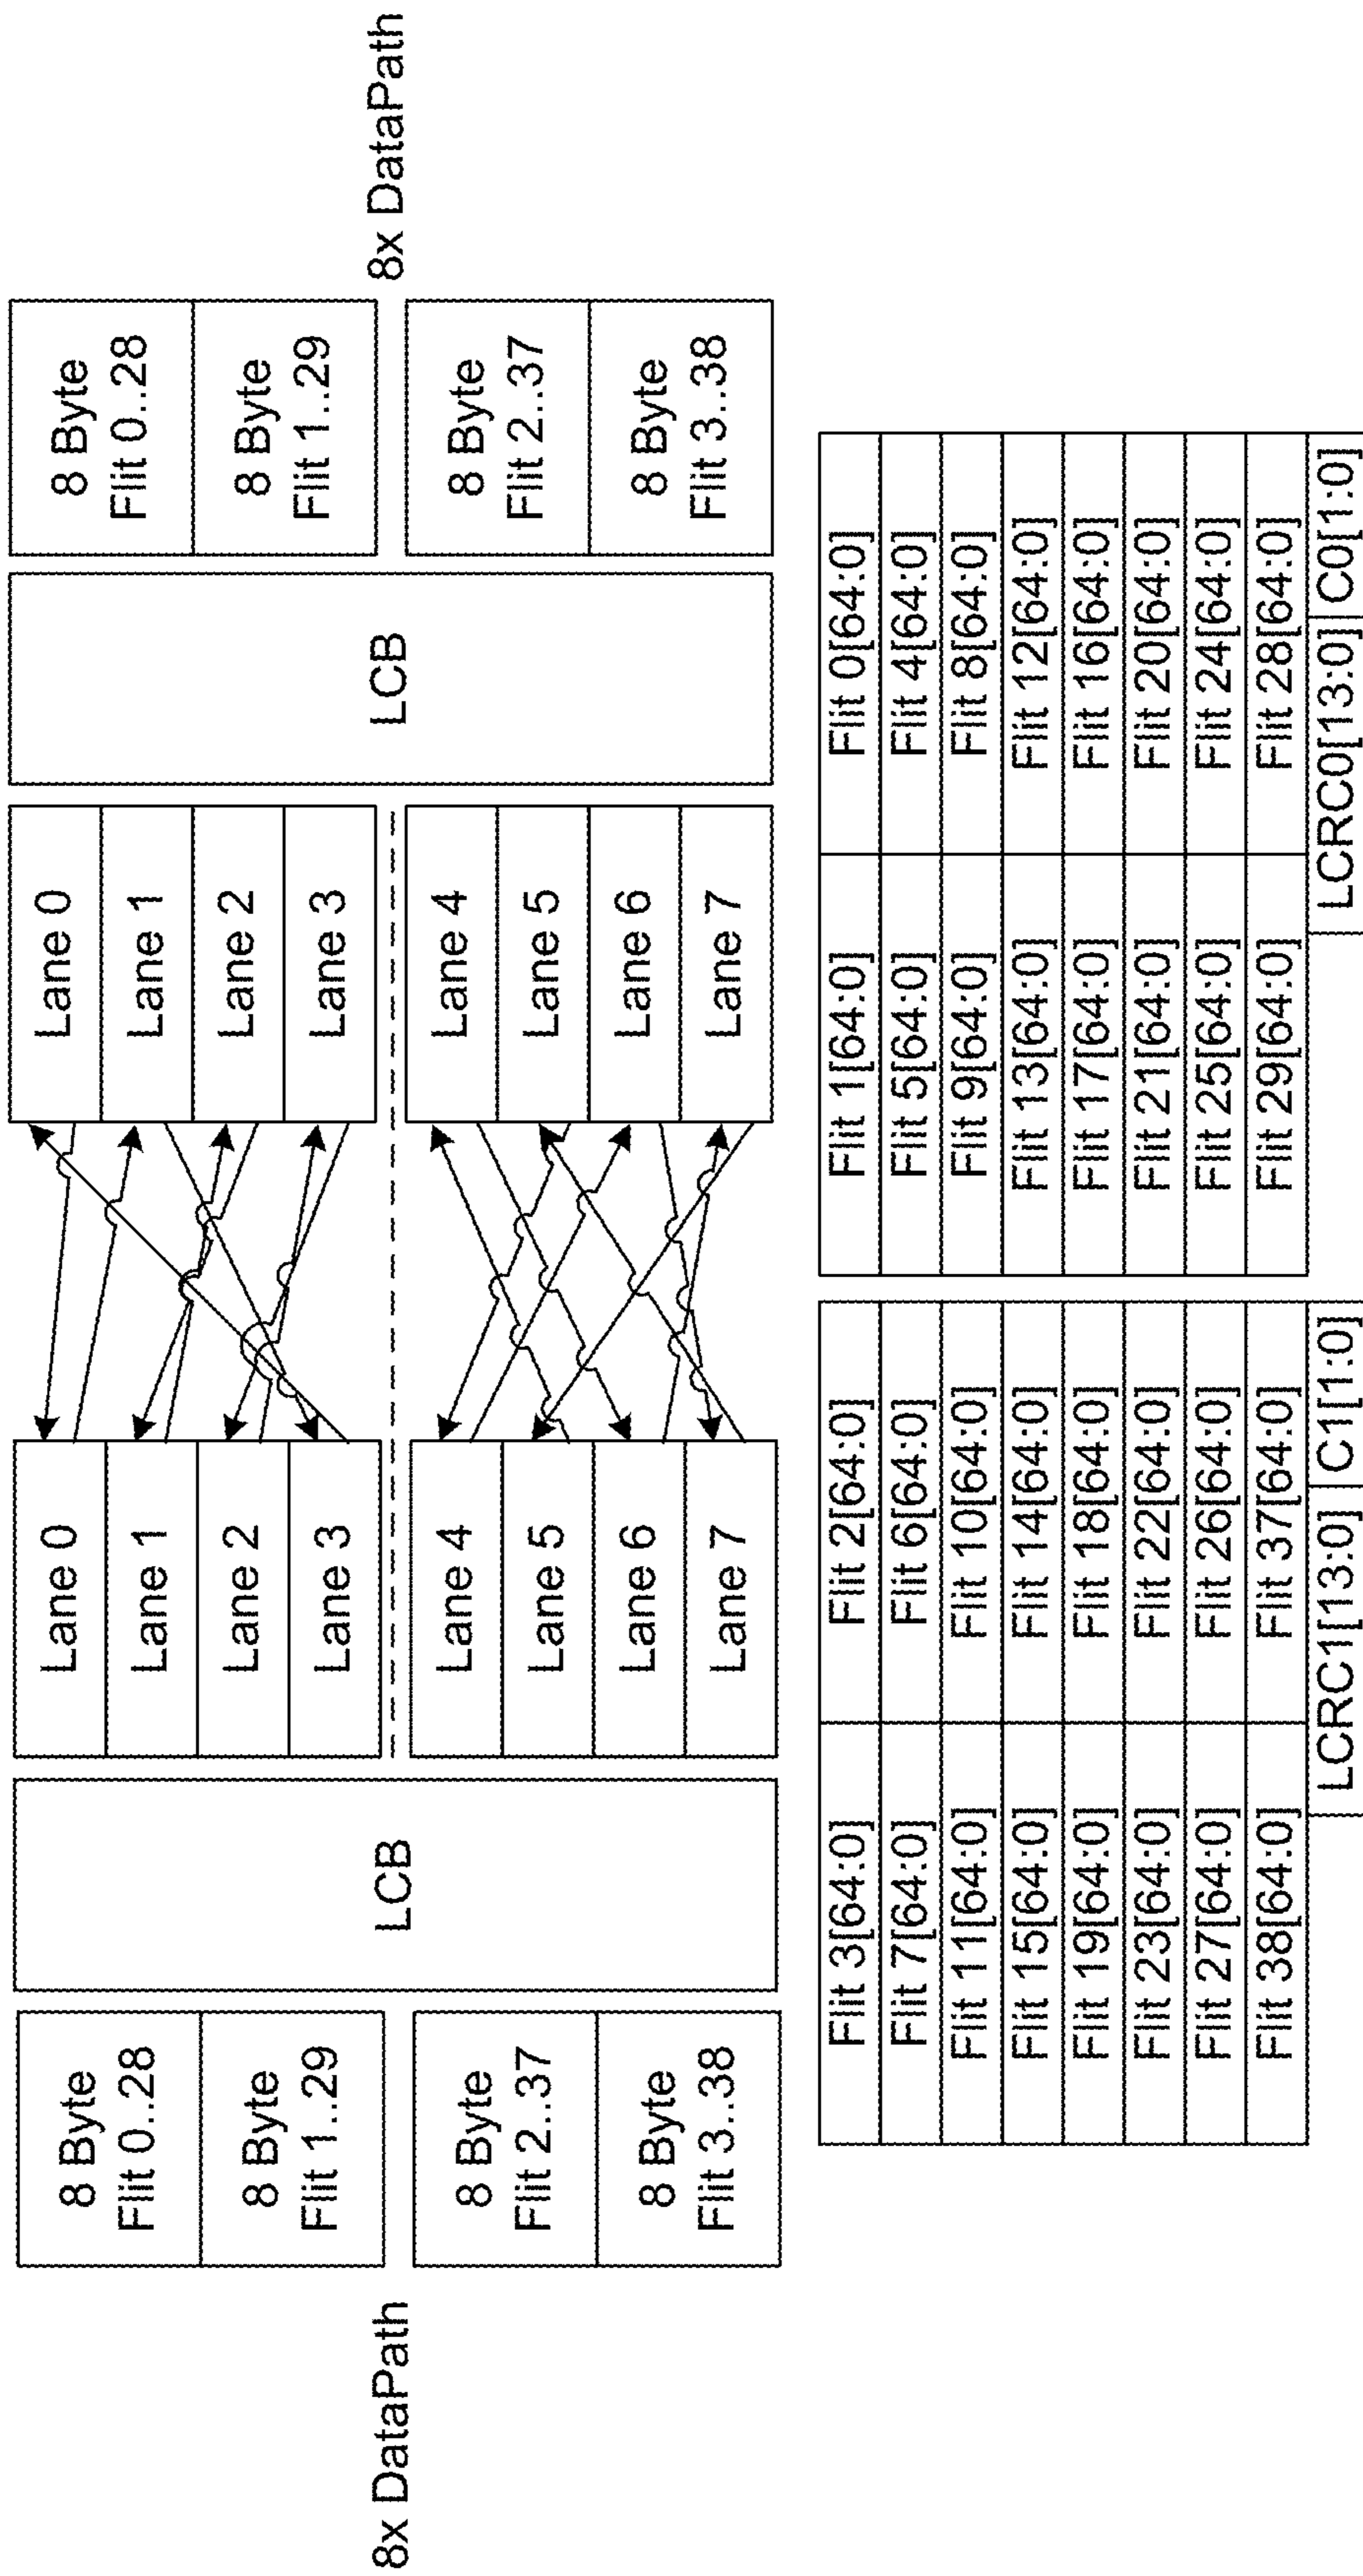 8x DataPath
8 Byte
Flit 0..28
8 Byte
Flit 1..29
8 Byte
Flit 2..37
8 Byte
Flit 3..38
LCB
Lane 0
Lane 1
Lane 2
Lane 3
Lane 4
Lane 5
Lane 6
Lane 7
Lane 0
Lane 1
Lane 2
Lane 3
Lane 4
Lane 5
Lane 6
Lane 7
LCB
8 Byte
Flit 0..28
8 Byte
Flit 1..29
8 Byte
Flit 2..37
8 Byte
Flit 3..38
8x DataPath
Flit 3[64:0] Flit 2[64:0]
Flit 7[64:0] Flit 6[64:0]
Flit 11[64:0] Flit 10[64:0]
Flit 15[64:0] Flit 14[64:0]
Flit 19[64:0] Flit 18[64:0]
Flit 23[64:0] Flit 22[64:0]
Flit 27[64:0] Flit 26[64:0]
Flit 38[64:0] Flit 37[64:0]
LCRC1[13:0] C1[1:0]
Flit 1[64:0] Flit 0[64:0]
Flit 5[64:0] Flit 4[64:0]
Flit 9[64:0] Flit 8[64:0]
Flit 13[64:0] Flit 12[64:0]
Flit 17[64:0] Flit 16[64:0]
Flit 21[64:0] Flit 20[64:0]
Flit 25[64:0] Flit 24[64:0]
Flit 29[64:0] Flit 28[64:0]
LCRC0[13:0] C0[1:0]